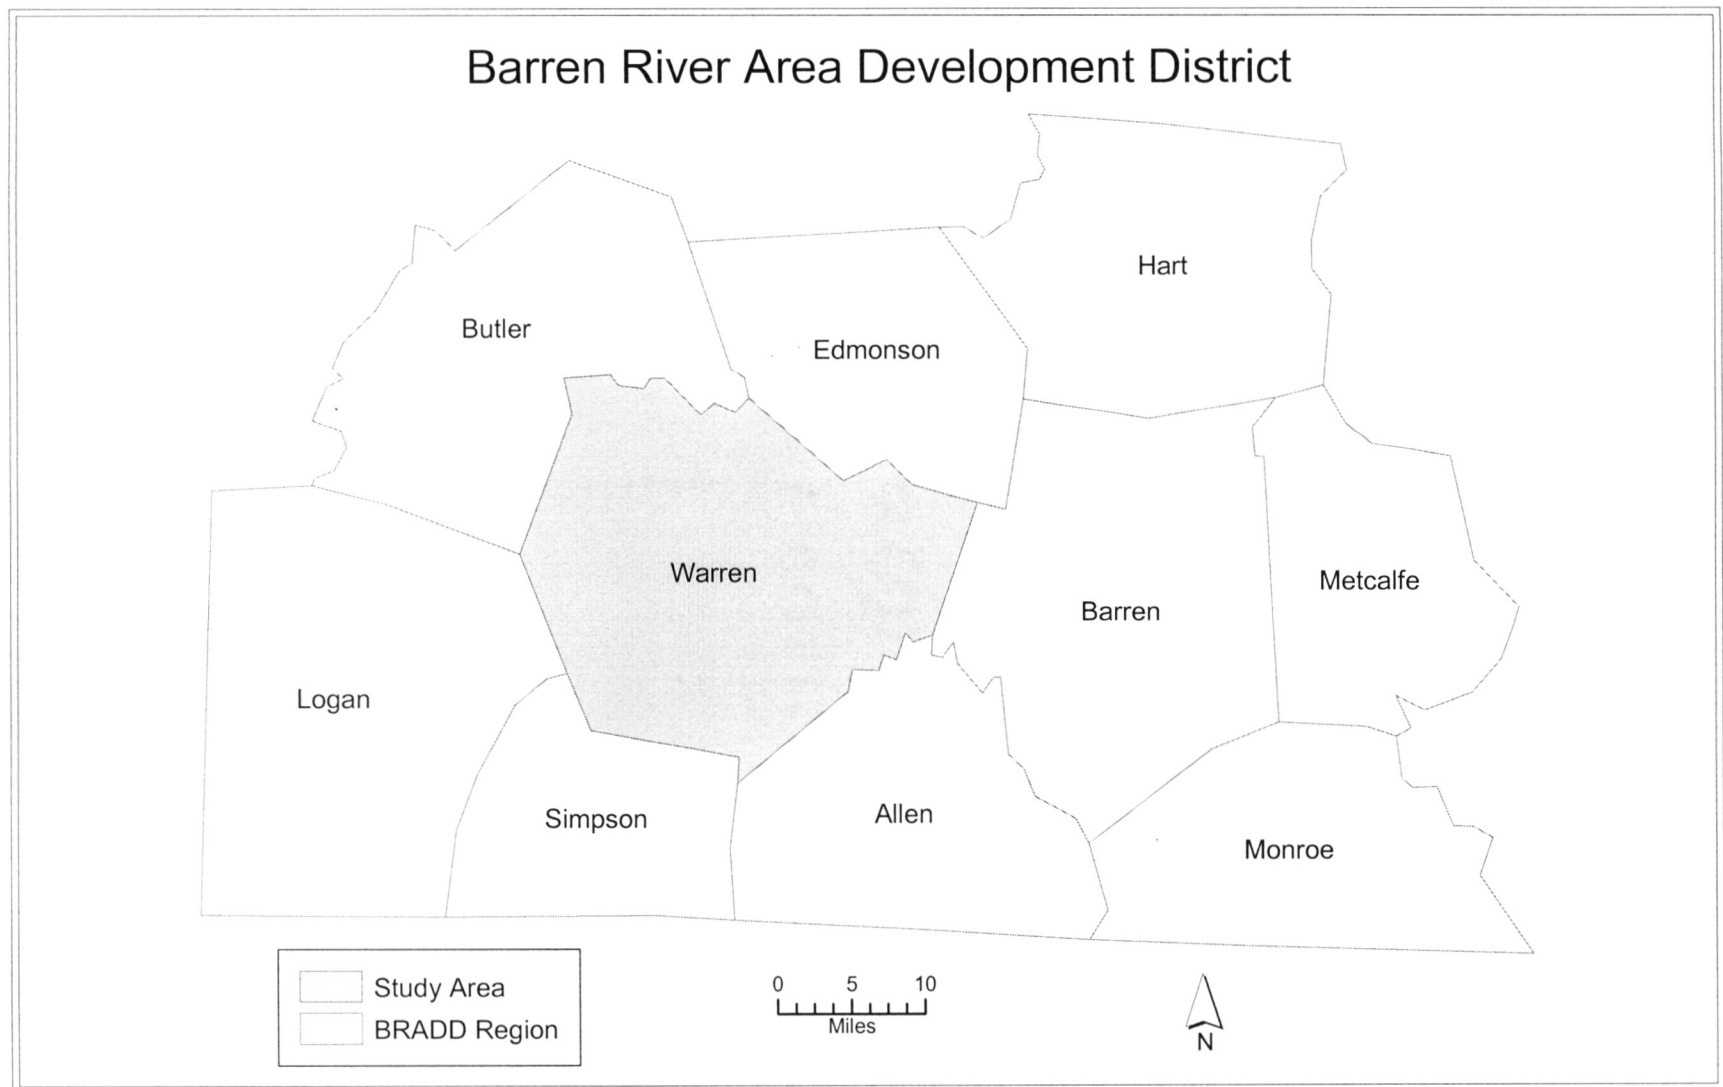 Barren River Area Development District
Hart
Butler
Edmonson
Warren
Metcalfe
Barren
Logan
Allen
Simpson
Monroe
Study Area
BRADD Region
0 5 10
Miles
N